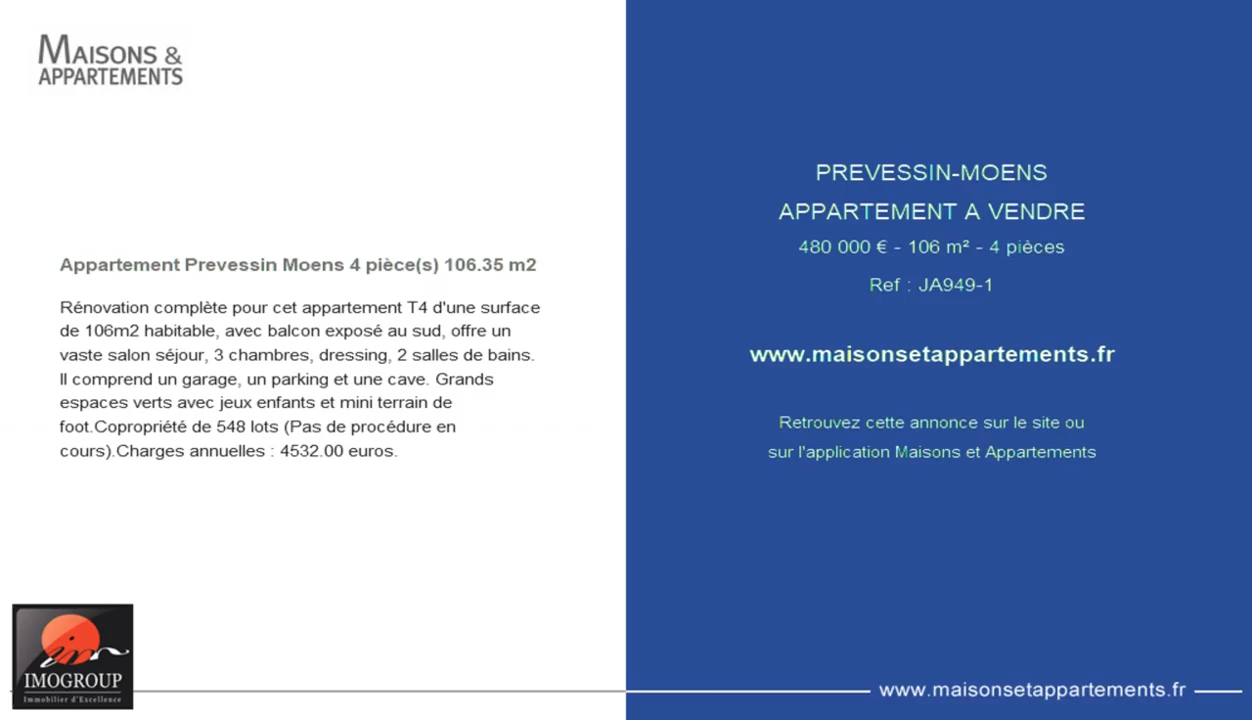 MAISONS &
APPARTEMENTS
Appartement Prevessin Moens 4 pièce(s) 106.35 m2
Rénovation complète pour cet appartement T4 d'une surface
de 106m2 habitable, avec balcon exposé au sud, offre un
vaste salon séjour, 3 chambres, dressing, 2 salles de bains.
Il comprend un garage, un parking et une cave. Grands
espaces verts avec jeux enfants et mini terrain de
foot.Copropriété de 548 lots (Pas de procédure en
cours).Charges annuelles : 4532.00 euros.
im
IMOGROUP
Immobilier d'Excellence
PREVESSIN-MOENS
APPARTEMENT A VENDRE
480 000 € - 106 m² - 4 pièces
Ref : JA949-1
www.maisonsetappartements.fr
Retrouvez cette annonce sur le site ou
sur l'application Maisons et Appartements
www.maisonsetappartements.fr